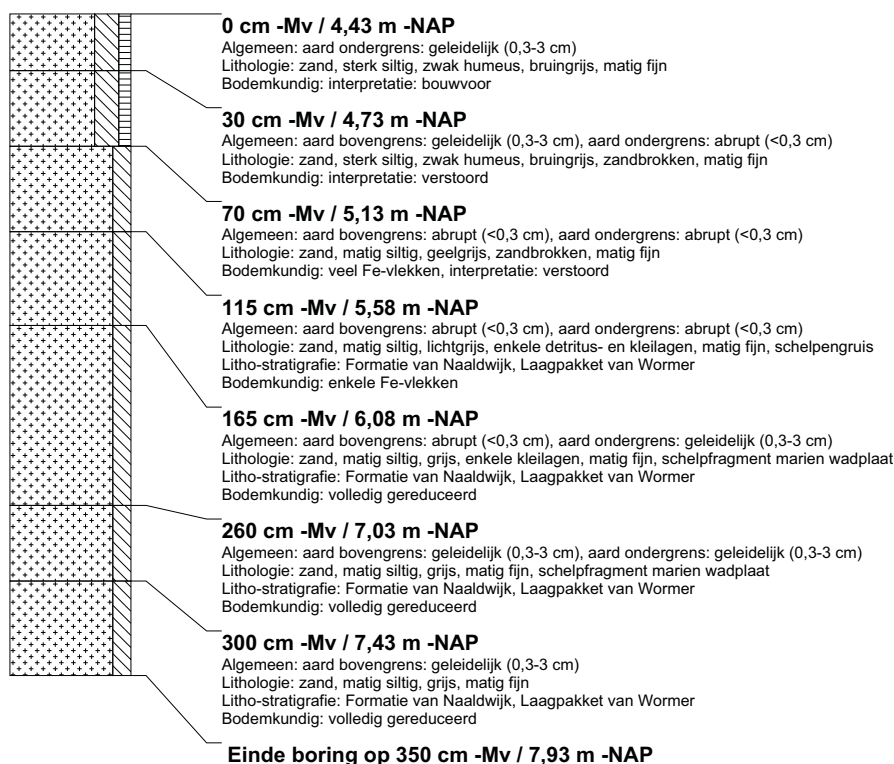 0 cm -Mv / 4,43 m -NAP
Algemeen: aard ondergrens: geleidelijk (0,3-3 cm)
Lithologie: zand, sterk siltig, zwak humeus, bruingrijs, matig fijn
Bodemkundig: interpretatie: bouwvoor
30 cm -Mv / 4,73 m -NAP
Algemeen: aard bovengrens: geleidelijk (0,3-3 cm), aard ondergrens: abrupt (<0,3 cm)
Lithologie: zand, sterk siltig, zwak humeus, bruingrijs, zandbrokken, matig fijn
Bodemkundig: interpretatie: verstoord
70 cm -Mv / 5,13 m -NAP
Algemeen: aard bovengrens: abrupt (<0,3 cm), aard ondergrens: abrupt (<0,3 cm)
Lithologie: zand, matig siltig, geelgrijs, zandbrokken, matig fijn
Bodemkundig: veel Fe-vlekken, interpretatie: verstoord
115 cm -Mv / 5,58 m -NAP
Algemeen: aard bovengrens: abrupt (<0,3 cm), aard ondergrens: abrupt (<0,3 cm)
Lithologie: zand, matig siltig, lichtgrijs, enkele detritus- en kleilagen, matig fijn, schelpengruis
Litho-stratigrafie: Formatie van Naaldwijk, Laagpakket van Wormer
Bodemkundig: enkele Fe-vlekken
165 cm -Mv / 6,08 m -NAP
Algemeen: aard bovengrens: abrupt (<0,3 cm), aard ondergrens: geleidelijk (0,3-3 cm)
Lithologie: zand, matig siltig, grijs, enkele kleilagen, matig fijn, schelpfragment marien wadplaat
Litho-stratigrafie: Formatie van Naaldwijk, Laagpakket van Wormer
Bodemkundig: volledig gereduceerd
260 cm -Mv / 7,03 m -NAP
Algemeen: aard bovengrens: geleidelijk (0,3-3 cm), aard ondergrens: geleidelijk (0,3-3 cm)
Lithologie: zand, matig siltig, grijs, matig fijn, schelpfragment marien wadplaat
Litho-stratigrafie: Formatie van Naaldwijk, Laagpakket van Wormer
Bodemkundig: volledig gereduceerd
300 cm -Mv / 7,43 m -NAP
Algemeen: aard bovengrens: geleidelijk (0,3-3 cm)
Lithologie: zand, matig siltig, grijs, matig fijn
Litho-stratigrafie: Formatie van Naaldwijk, Laagpakket van Wormer
Bodemkundig: volledig gereduceerd
Einde boring op 350 cm -Mv / 7,93 m -NAP